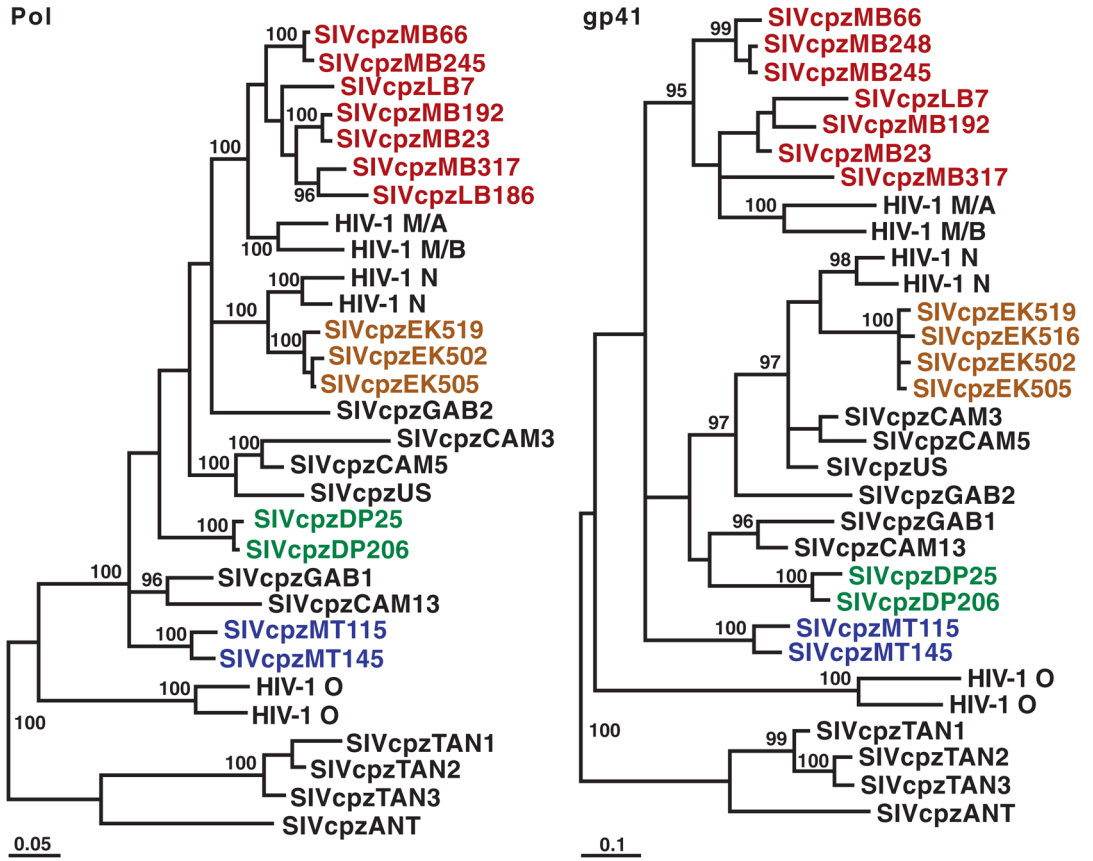 Pol
100
SIVcpzMB66
SIVcpzMB245
SIVcpzLB7
100
SIVcpzMB192
SIVcpzMB23
100
SIVcpzMB317
96
SIVcpzLB186
HIV-1 M/A
100
HIV-1 M/B
100
HIV-1 N
100
HIV-1 N
100
SIVcpzEK519
SIVcpzEK502
SIVcpzEK505
SIVcpzGAB2
100
SIVcpzCAM3
100
SIVcpzCAM5
SIVcpzUS
100
SIVcpzDP25
SIVcpzDP206
100
96
SIVcpzGAB1
SIVcpzCAM13
100
SIVcpzMT115
SIVcpzMT145
100
HIV-1 O
HIV-1 O
100
SIVcpzTAN1
100
SIVcpzTAN2
SIVcpzTAN3
SIVcpzANT
0.05
gp41
99
SIVcpzMB66
SIVcpzMB248
SIVcpzMB245
95
SIVcpzLB7
SIVcpzMB192
SIVcpzMB23
SIVcpzMB317
100
HIV-1 M/A
HIV-1 M/B
98
HIV-1 N
HIV-1 N
100
SIVcpzEK519
SIVcpzEK516
SIVcpzEK502
SIVcpzEK505
97
97
SIVcpzCAM3
SIVcpzCAM5
SIVcpzUS
SIVcpzGAB2
96
SIVcpzGAB1
SIVcpzCAM13
100
SIVcpzDP25
SIVcpzDP206
100
SIVcpzMT115
SIVcpzMT145
100
HIV-1 O
HIV-1 O
100
99
SIVcpzTAN1
100
SIVcpzTAN2
SIVcpzTAN3
SIVcpzANT
0.1